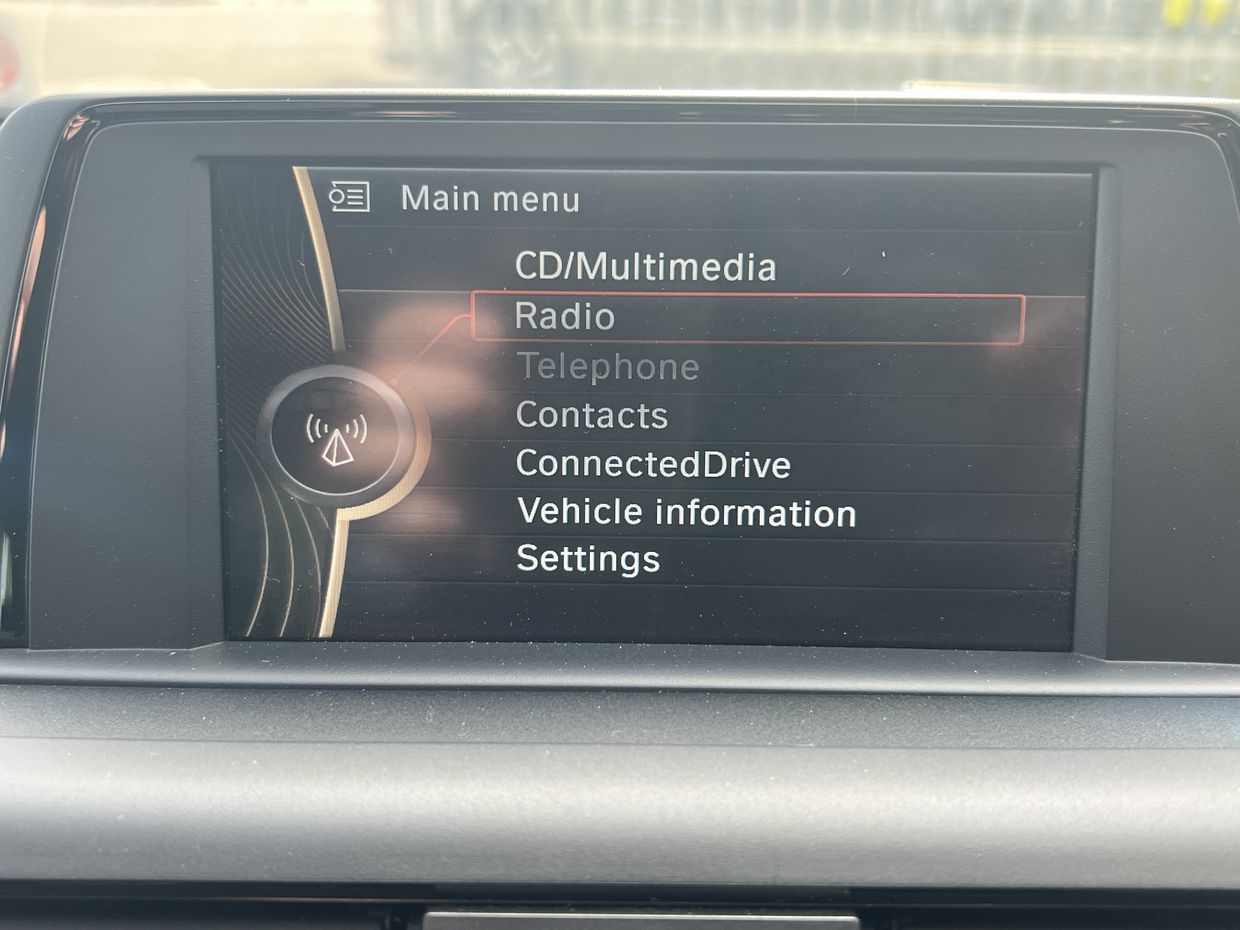 Main menu
CD/Multimedia
Radio
Telephone
Contacts
ConnectedDrive
Vehicle information
Settings